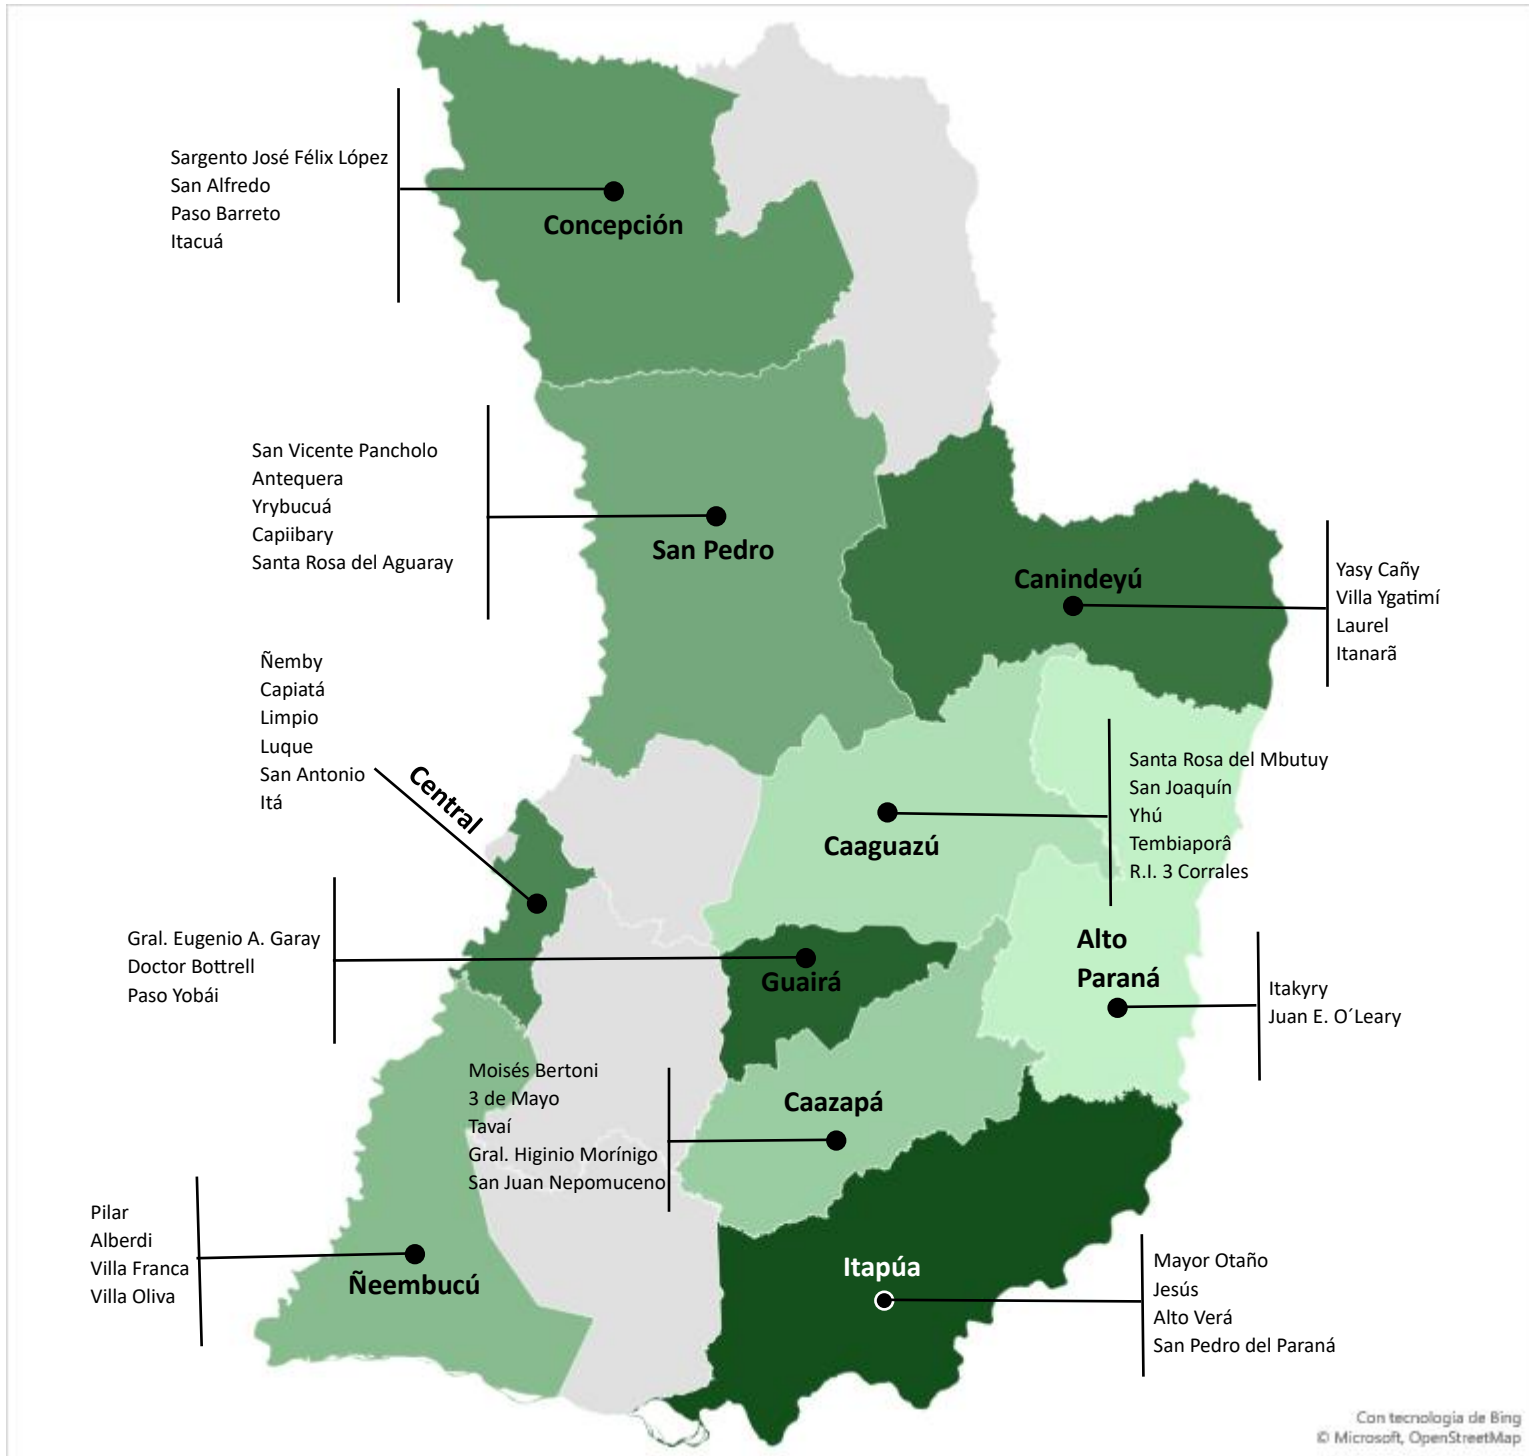 Sargento José Félix López
San Alfredo
Paso Barreto
Itacuá
Concepción
San Vicente Pancholo
Antequera
Yrybucuá
Capiibary
Santa Rosa del Aguaray
San Pedro
Canindeyú
Yasy Cañy
Villa Ygatimí
Laurel
Itanarã
Ñemby
Capiatá
Limpio
Luque
San Antonio
Itá
Central
Santa Rosa del Mbutuy
San Joaquín
Yhú
Tembiaporâ
R.I. 3 Corrales
Caaguazú
Gral. Eugenio A. Garay
Doctor Bottrell
Paso Yobái
Guairá
Alto
Paraná
Itakyry
Juan E. O´Leary
Moisés Bertoni
3 de Mayo
Tavaí
Gral. Higinio Morínigo
San Juan Nepomuceno
Caazapá
Pilar
Alberdi
Villa Franca
Villa Oliva
Ñeembucú
Itapúa
Mayor Otaño
Jesús
Alto Verá
San Pedro del Paraná
Con tecnología de Bing
© Microsoft, OpenStreetMap